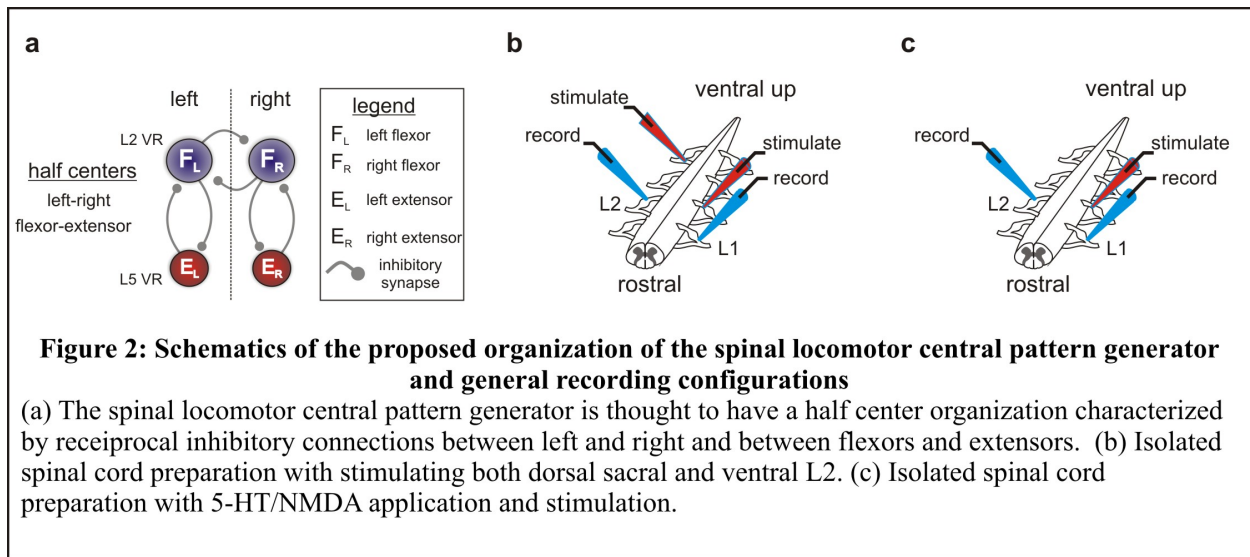 a
left right
L2 VR
F_L F_R
half centers
left-right
flexor-extensor
E_L E_R
L5 VR
legend
F_L left flexor
F_R right flexor
E_L left extensor
E_R right extensor
inhibitory
synapse
b
ventral up
stimulate
record
stimulate
record
L2
L1
rostral
c
ventral up
record
stimulate
record
L2
L1
rostral
Figure 2: Schematics of the proposed organization of the spinal locomotor central pattern generator
and general recording configurations
(a) The spinal locomotor central pattern generator is thought to have a half center organization characterized
by receiprocal inhibitory connections between left and right and between flexors and extensors. (b) Isolated
spinal cord preparation with stimulating both dorsal sacral and ventral L2. (c) Isolated spinal cord
preparation with 5-HT/NMDA application and stimulation.